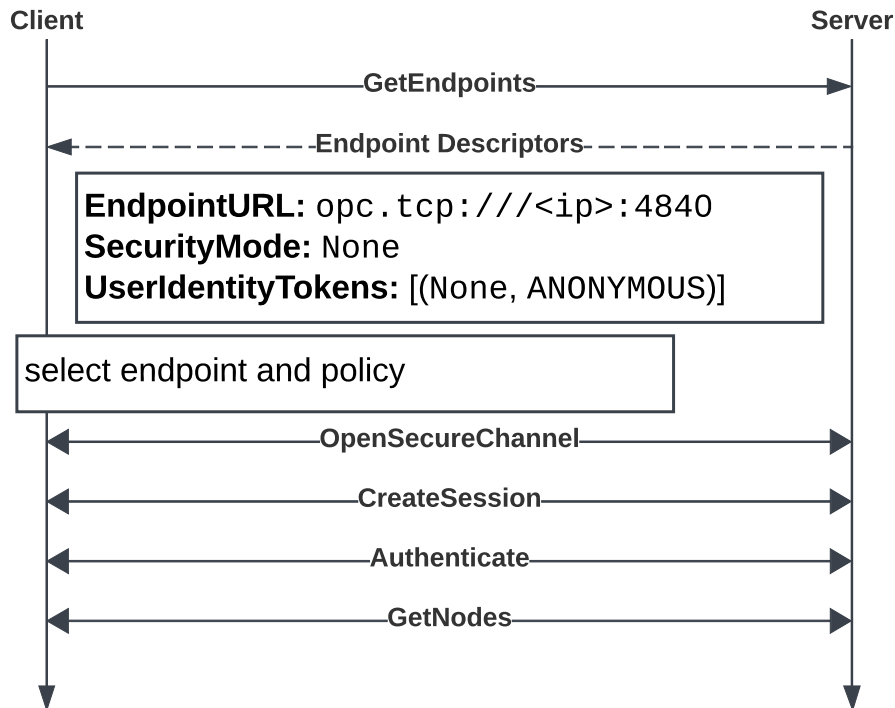 Client Server
GetEndpoints
Endpoint Descriptors
EndpointURL: opc.tcp:///<ip>:4840
SecurityMode: None
UserIdentityTokens: [(None, ANONYMOUS)]
select endpoint and policy
OpenSecureChannel
CreateSession
Authenticate
GetNodes